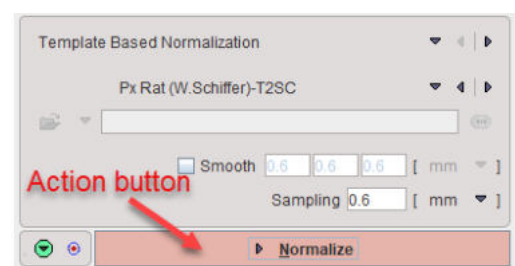 Template Based Normalization
Px Rat (W.Schiffer)-T2SC
Smooth 0.6 0.6 0.6 [ mm ]
Action button
Sampling 0.6 [ mm ]
Normalize